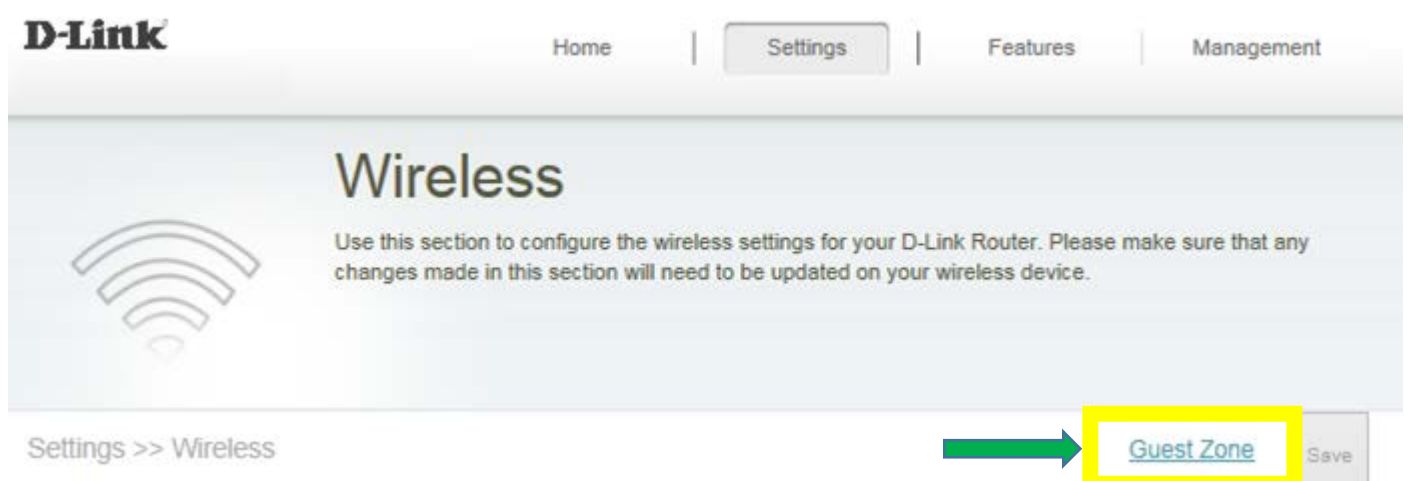 D-Link
Home | Settings | Features | Management
Wireless
Use this section to configure the wireless settings for your D-Link Router. Please make sure that any
changes made in this section will need to be updated on your wireless device.
Settings >> Wireless
Guest Zone
Save